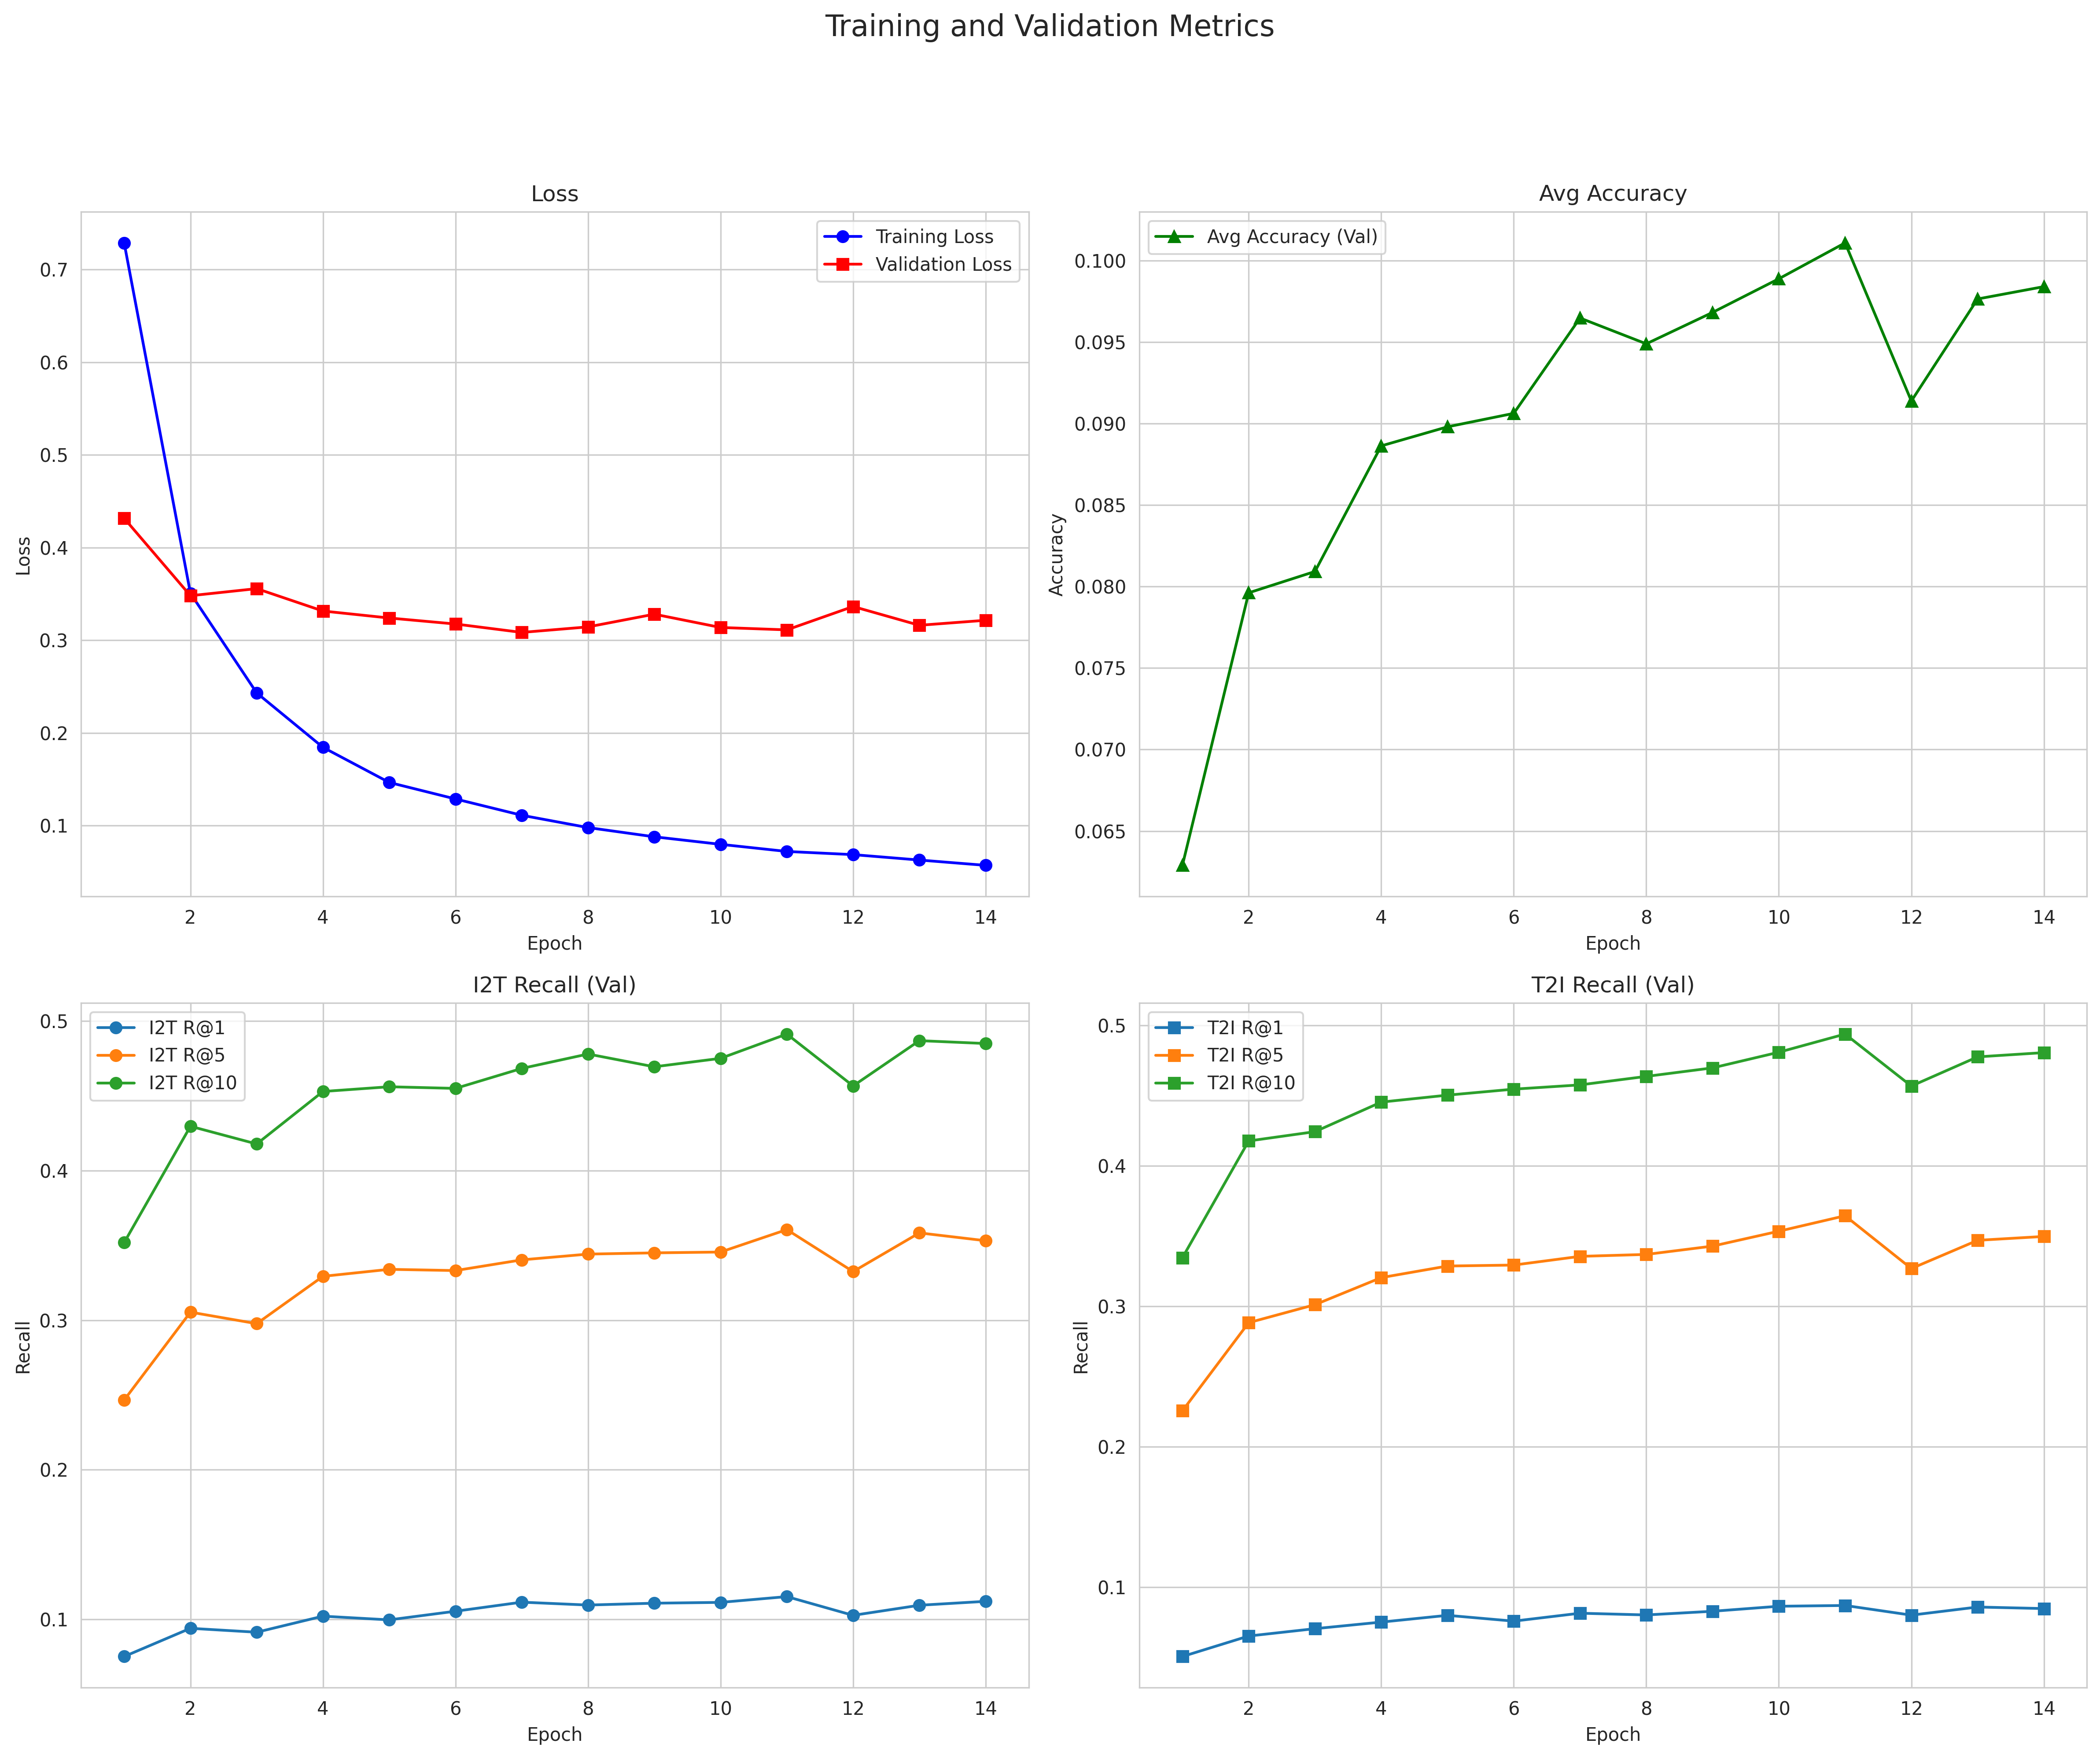 Training and Validation Metrics
Loss
Training Loss
Validation Loss
0.7
0.6
0.5
0.4
0.3
0.2
0.1
Loss
2 4 6 8 10 12 14
Epoch
Avg Accuracy
Avg Accuracy (Val)
0.100
0.095
0.090
0.085
0.080
0.075
0.070
0.065
Accuracy
2 4 6 8 10 12 14
Epoch
I2T Recall (Val)
I2T R@1
I2T R@5
I2T R@10
0.5
0.4
0.3
0.2
0.1
Recall
2 4 6 8 10 12 14
Epoch
T2I Recall (Val)
T2I R@1
T2I R@5
T2I R@10
0.5
0.4
0.3
0.2
0.1
Recall
2 4 6 8 10 12 14
Epoch